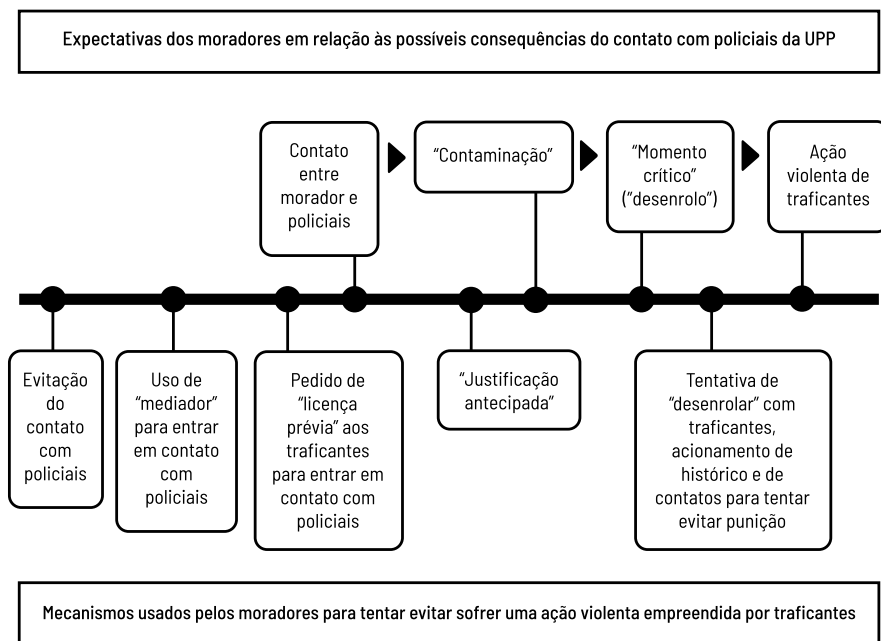 Expectativas dos moradores em relação às possíveis consequências do contato com policiais da UPP
Contato
entre
morador e
policiais
“Contaminação”
“Momento
crítico”
(“desenrolo”)
Ação
violenta de
traficantes
Evitação
do
contato
com
policiais
Uso de
“mediador”
para entrar
em contato
com
policiais
Pedido de
“licença
prévia” aos
traficantes
para entrar em
contato com
policiais
“Justificação
antecipada”
Tentativa de
“desenrolar” com
traficantes,
acionamento de
histórico e de
contatos para tentar
evitar punição
Mecanismos usados pelos moradores para tentar evitar sofrer uma ação violenta empreendida por traficantes